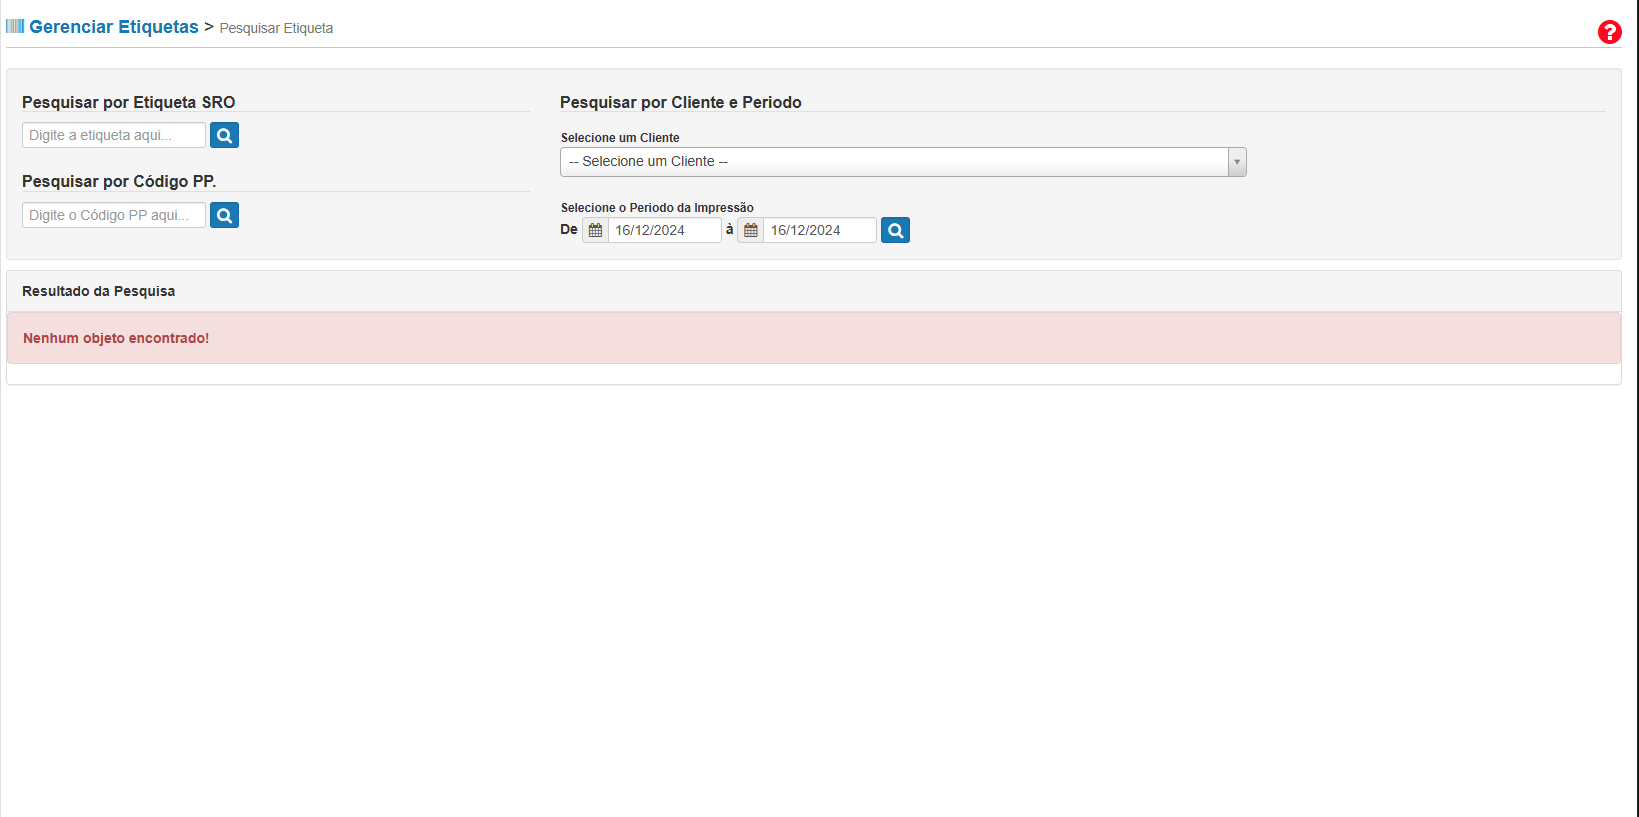 Gerenciar Etiquetas > Pesquisar Etiqueta
?
Pesquisar por Etiqueta SRO
Digite a etiqueta aqui...
Pesquisar por Código PP.
Digite o Código PP aqui...
Pesquisar por Cliente e Periodo
Selecione um Cliente
-- Selecione um Cliente --
Selecione o Periodo da Impressão
De 16/12/2024 à 16/12/2024
Resultado da Pesquisa
Nenhum objeto encontrado!